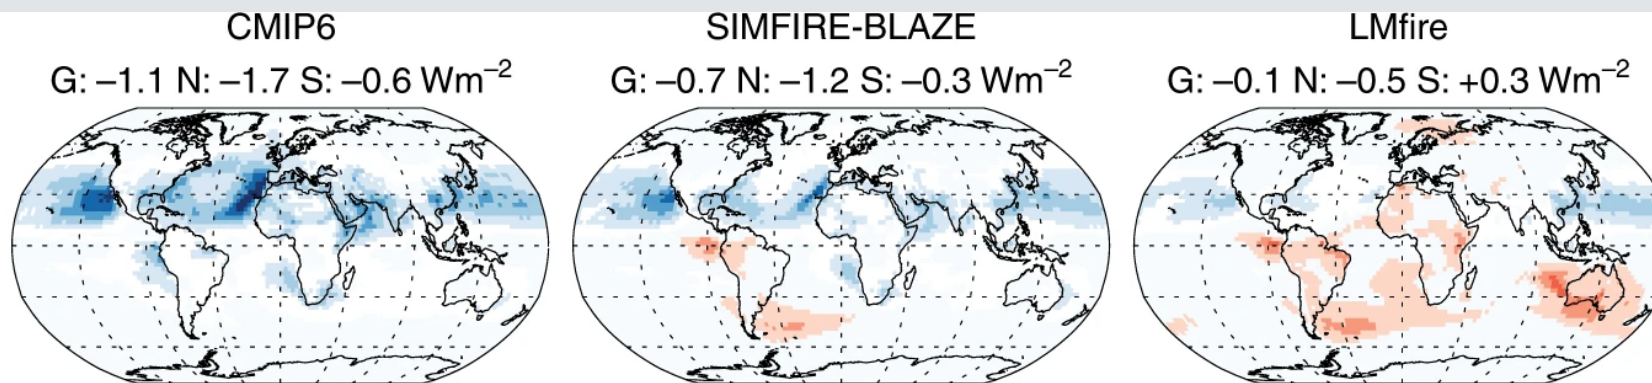 CMIP6
G: –1.1 N: –1.7 S: –0.6 Wm⁻²
SIMFIRE-BLAZE
G: –0.7 N: –1.2 S: –0.3 Wm⁻²
LMfire
G: –0.1 N: –0.5 S: +0.3 Wm⁻²